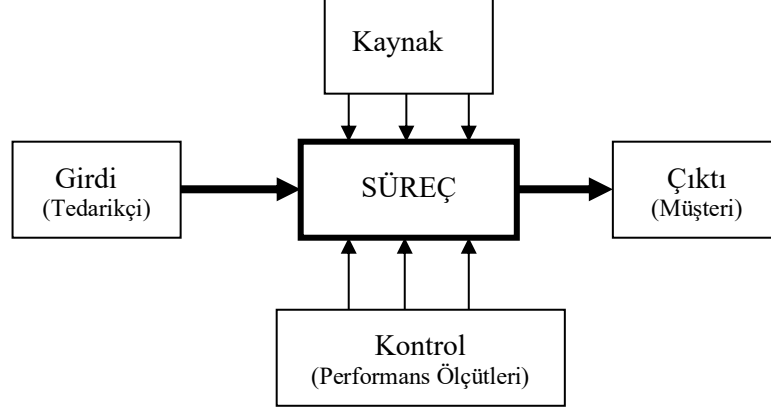 Kaynak
Girdi
(Tedarikçi)
SÜREÇ
Çıktı
(Müşteri)
Kontrol
(Performans Ölçütleri)